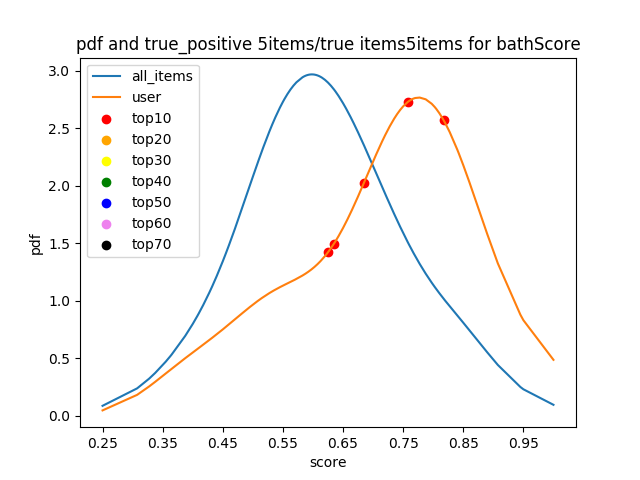 pdf and true_positive 5items/true items5items for bathScore
all_items
user
top10
top20
top30
top40
top50
top60
top70
pdf
3.0
2.5
2.0
1.5
1.0
0.5
0.0
0.25 0.35 0.45 0.55 0.65 0.75 0.85 0.95
score